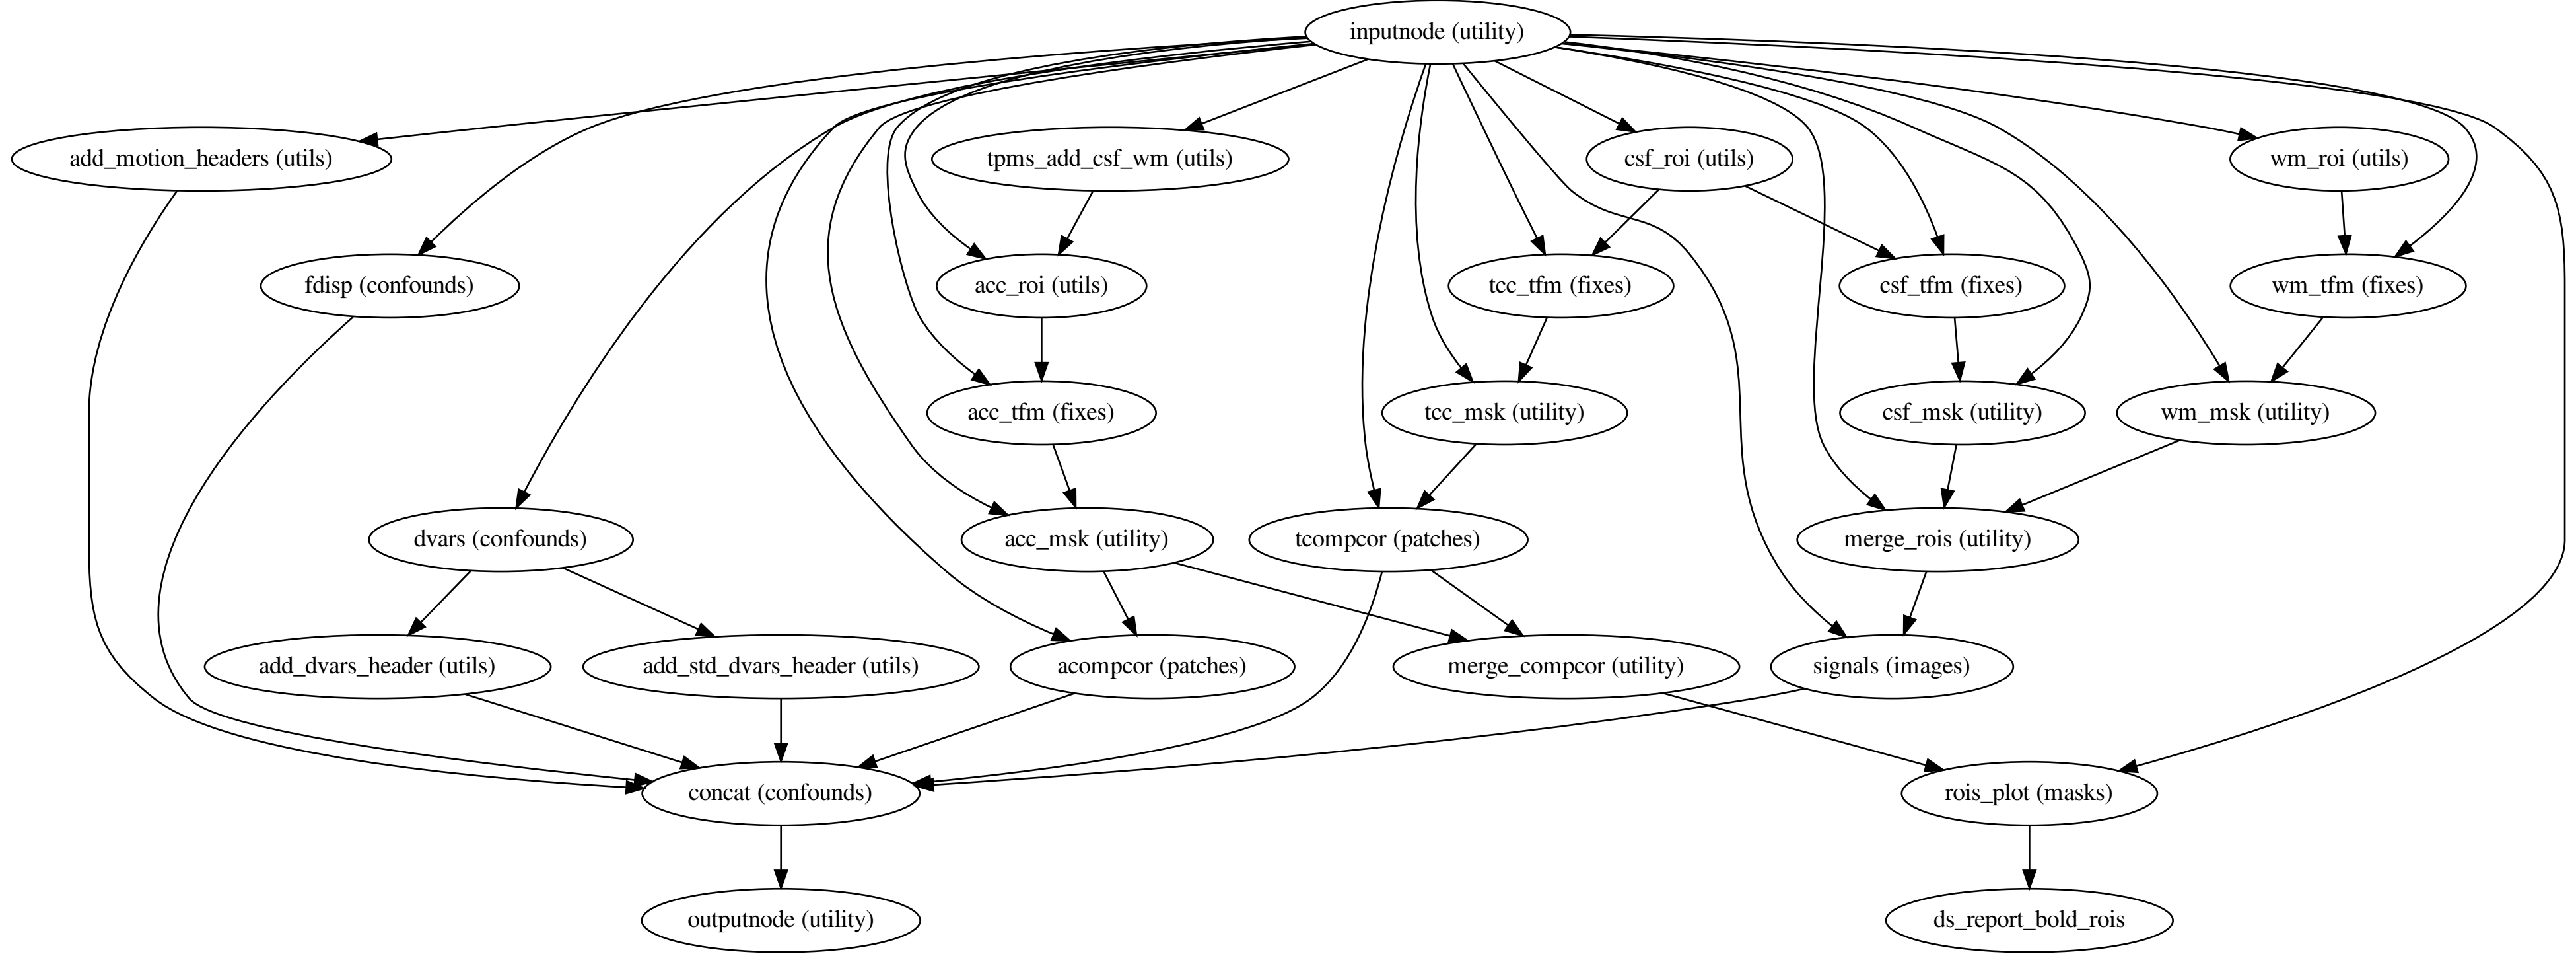 inputnode (utility)
add_motion_headers (utils)
tpms_add_csf_wm (utils)
csf_roi (utils)
wm_roi (utils)
fdisp (confounds)
acc_roi (utils)
tcc_tfm (fixes)
csf_tfm (fixes)
wm_tfm (fixes)
acc_tfm (fixes)
tcc_msk (utility)
csf_msk (utility)
wm_msk (utility)
dvars (confounds)
acc_msk (utility)
tcompcor (patches)
merge_rois (utility)
add_dvars_header (utils)
add_std_dvars_header (utils)
acompcor (patches)
merge_compcor (utility)
signals (images)
concat (confounds)
rois_plot (masks)
outputnode (utility)
ds_report_bold_rois